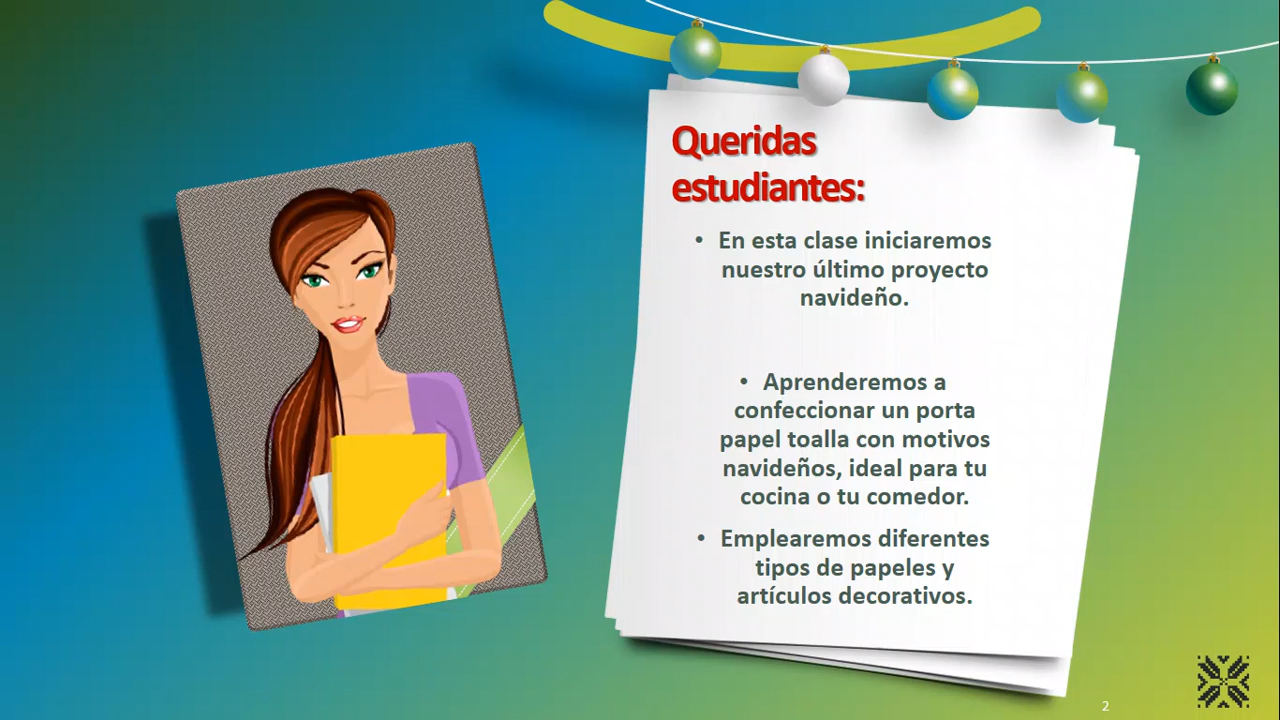 Queridas
estudiantes:
• En esta clase iniciaremos
nuestro último proyecto
navideño.
• Aprenderemos a
confeccionar un porta
papel toalla con motivos
navideños, ideal para tu
cocina o tu comedor.
• Emplearemos diferentes
tipos de papeles y
artículos decorativos.
2